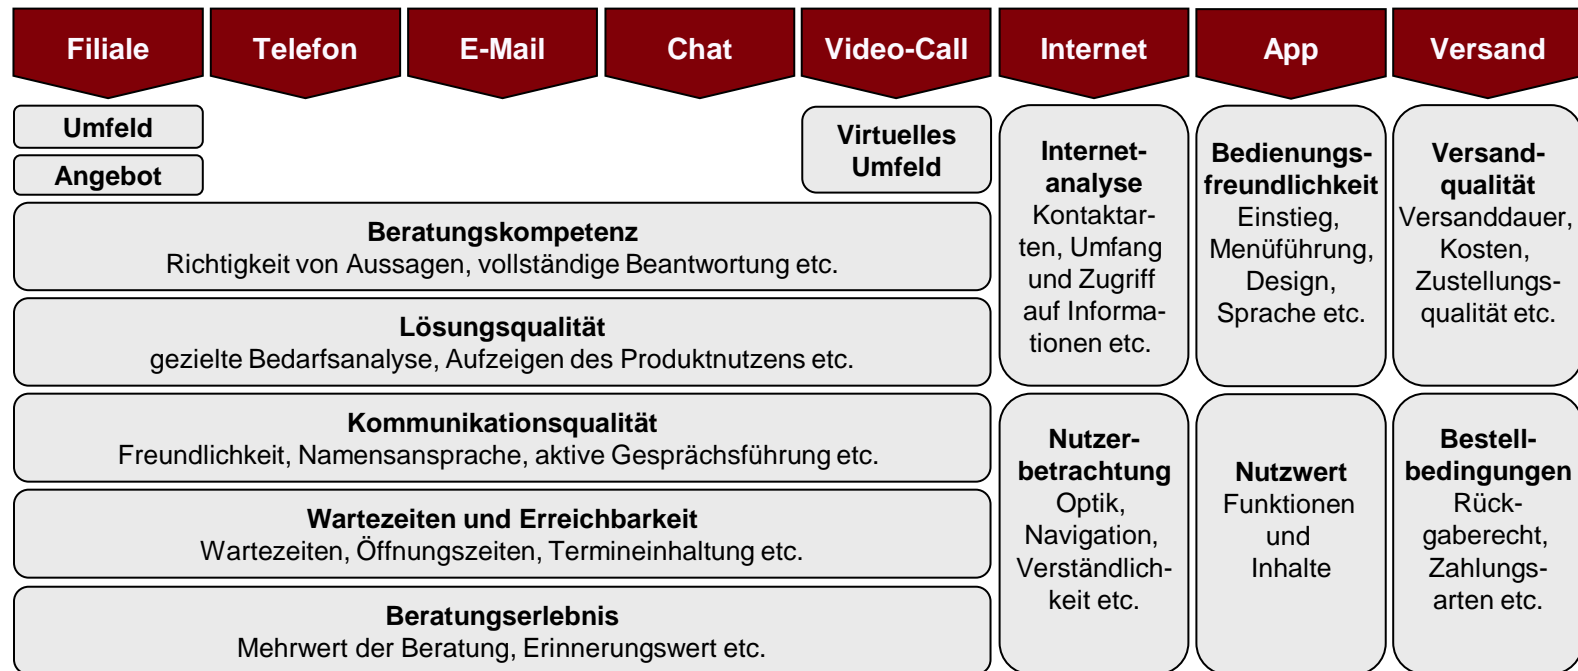 Filiale
Telefon
E-Mail
Chat
Video-Call
Internet
App
Versand
Umfeld
Angebot
Virtuelles
Umfeld
Beratungskompetenz
Richtigkeit von Aussagen, vollständige Beantwortung etc.
Lösungsqualität
gezielte Bedarfsanalyse, Aufzeigen des Produktnutzens etc.
Kommunikationsqualität
Freundlichkeit, Namensansprache, aktive Gesprächsführung etc.
Wartezeiten und Erreichbarkeit
Wartezeiten, Öffnungszeiten, Termineinhaltung etc.
Beratungserlebnis
Mehrwert der Beratung, Erinnerungswert etc.
Internet-
analyse
Kontaktar-
ten, Umfang
und Zugriff
auf Informa-
tionen etc.
Nutzer-
betrachtung
Optik,
Navigation,
Verständlich-
keit etc.
Bedienungs-
freundlichkeit
Einstieg,
Menüführung,
Design,
Sprache etc.
Nutzwert
Funktionen
und
Inhalte
Versand-
qualität
Versanddauer,
Kosten,
Zustellungs-
qualität etc.
Bestell-
bedingungen
Rück-
gaberecht,
Zahlungs-
arten etc.